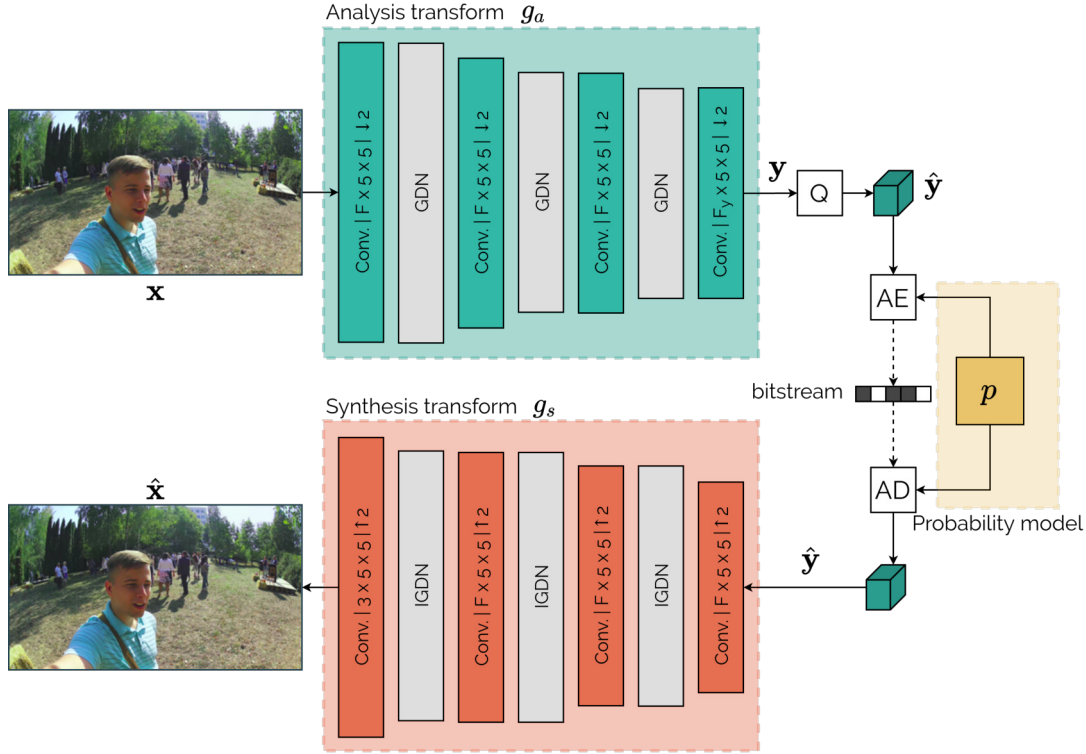 Analysis transform g_a
Conv. | F x 5 x 5 | ↓2
GDN
Conv. | F x 5 x 5 | ↓2
GDN
Conv. | F x 5 x 5 | ↓2
GDN
Conv. | F_y x 5 x 5 | ↓2
x
y
Q
ŷ
AE
bitstream
p
AD
Probability model
ŷ
Synthesis transform g_s
Conv. | 3 x 5 x 5 | ↑2
IGDN
Conv. | F x 5 x 5 | ↑2
IGDN
Conv. | F x 5 x 5 | ↑2
IGDN
Conv. | F x 5 x 5 | ↑2
x̂